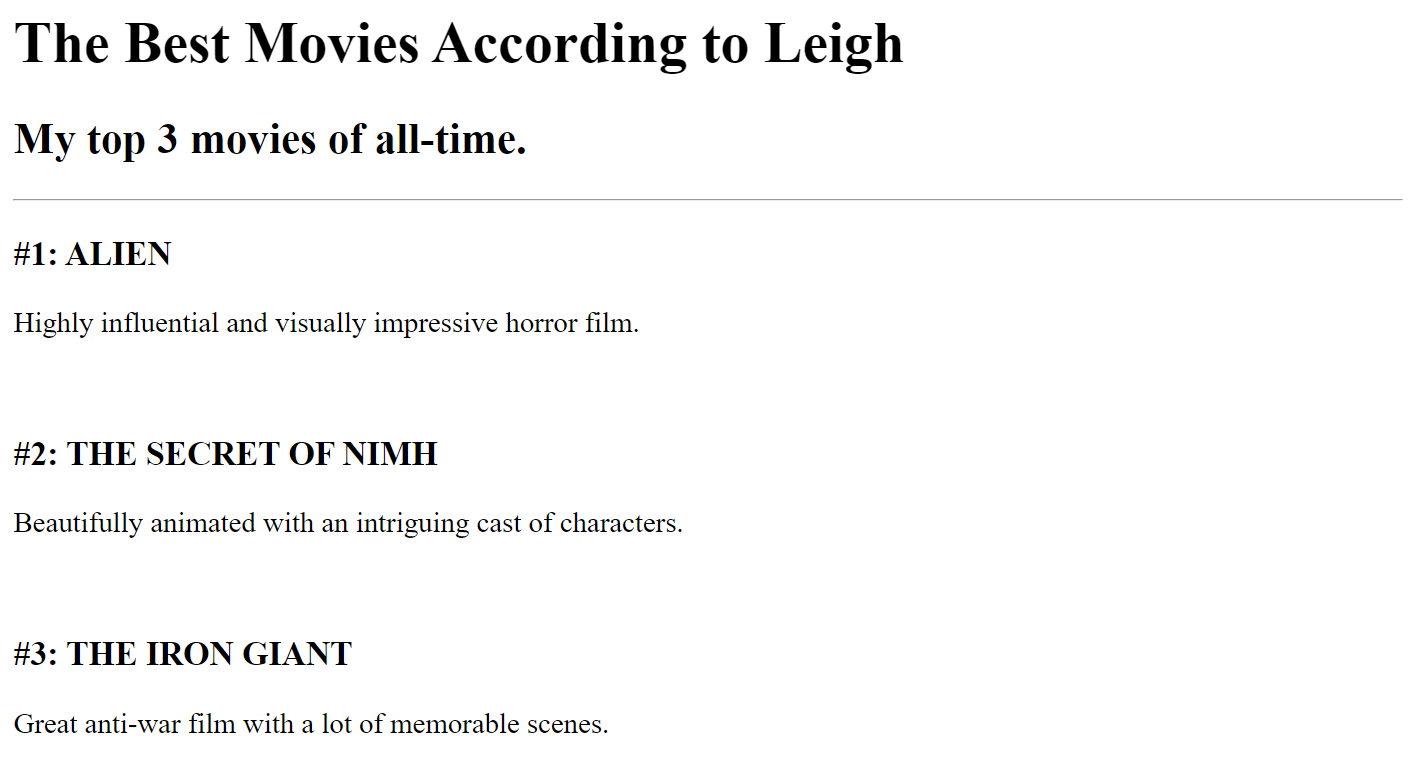 The Best Movies According to Leigh
My top 3 movies of all-time.
#1: ALIEN
Highly influential and visually impressive horror film.
#2: THE SECRET OF NIMH
Beautifully animated with an intriguing cast of characters.
#3: THE IRON GIANT
Great anti-war film with a lot of memorable scenes.